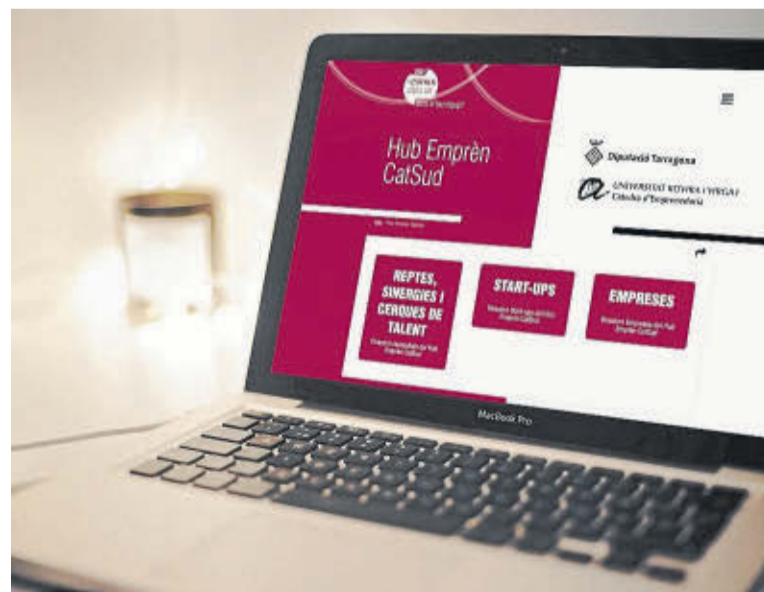 Hub Emprèn
CatSud
Diputació Tarragona
UNIVERSITAT ROVIRA I VIRGILI
Càtedra d'Emprenedoria
REPTES,
SINERGIES I
CERQUES DE
TALENT
START-UPS
EMPRESES
MacBook Pro